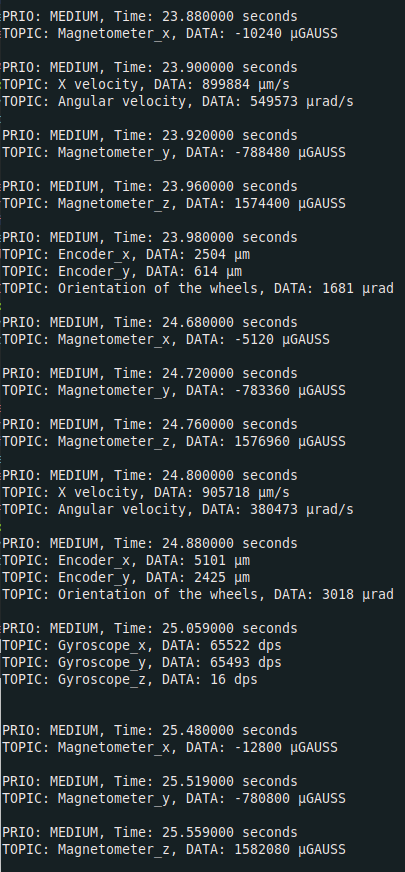 PRIO: MEDIUM, Time: 23.880000 seconds
TOPIC: Magnetometer_x, DATA: -10240 µGAUSS
PRIO: MEDIUM, Time: 23.900000 seconds
TOPIC: X velocity, DATA: 899884 µm/s
TOPIC: Angular velocity, DATA: 549573 µrad/s
PRIO: MEDIUM, Time: 23.920000 seconds
TOPIC: Magnetometer_y, DATA: -788480 µGAUSS
PRIO: MEDIUM, Time: 23.960000 seconds
TOPIC: Magnetometer_z, DATA: 1574400 µGAUSS
PRIO: MEDIUM, Time: 23.980000 seconds
TOPIC: Encoder_x, DATA: 2504 µm
TOPIC: Encoder_y, DATA: 614 µm
TOPIC: Orientation of the wheels, DATA: 1681 µrad
PRIO: MEDIUM, Time: 24.680000 seconds
TOPIC: Magnetometer_x, DATA: -5120 µGAUSS
PRIO: MEDIUM, Time: 24.720000 seconds
TOPIC: Magnetometer_y, DATA: -783360 µGAUSS
PRIO: MEDIUM, Time: 24.760000 seconds
TOPIC: Magnetometer_z, DATA: 1576960 µGAUSS
PRIO: MEDIUM, Time: 24.800000 seconds
TOPIC: X velocity, DATA: 905718 µm/s
TOPIC: Angular velocity, DATA: 380473 µrad/s
PRIO: MEDIUM, Time: 24.880000 seconds
TOPIC: Encoder_x, DATA: 5101 µm
TOPIC: Encoder_y, DATA: 2425 µm
TOPIC: Orientation of the wheels, DATA: 3018 µrad
PRIO: MEDIUM, Time: 25.059000 seconds
TOPIC: Gyroscope_x, DATA: 65522 dps
TOPIC: Gyroscope_y, DATA: 65493 dps
TOPIC: Gyroscope_z, DATA: 16 dps
PRIO: MEDIUM, Time: 25.480000 seconds
TOPIC: Magnetometer_x, DATA: -12800 µGAUSS
PRIO: MEDIUM, Time: 25.519000 seconds
TOPIC: Magnetometer_y, DATA: -780800 µGAUSS
PRIO: MEDIUM, Time: 25.559000 seconds
TOPIC: Magnetometer_z, DATA: 1582080 µGAUSS